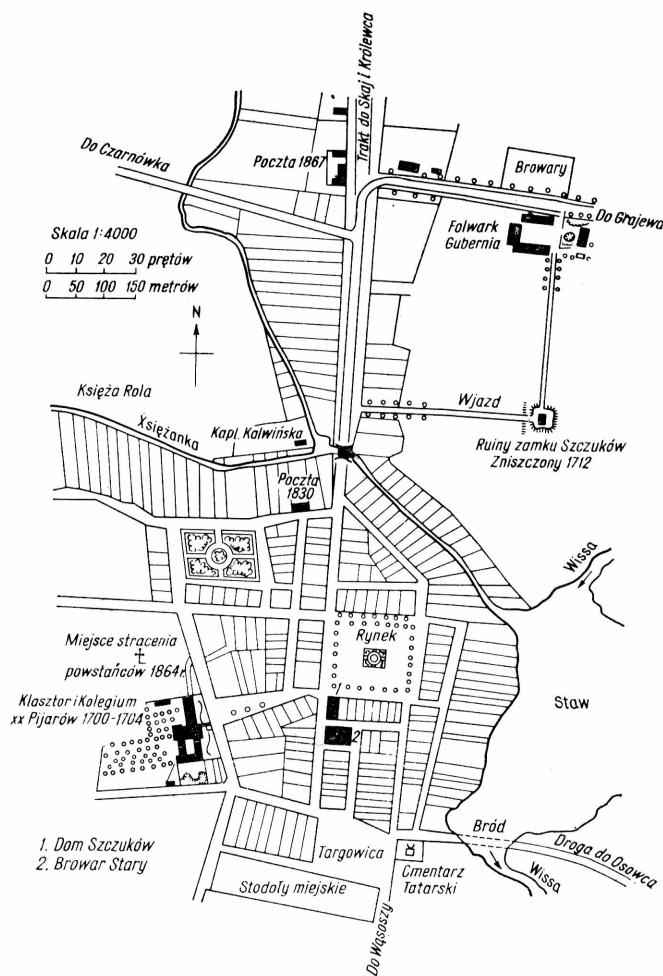 Trakt do Skaj i Królewca
Do Czarnówka
Poczta 1867
Browary
Do Grajewa
Folwark
Gubernia
Skala 1:4000
0 10 20 30 prętów
0 50 100 150 metrów
N
Księża Rola
Xsiężanka
Kapl. Kalwińska
Wjazd
Ruiny zamku Szczuków
Zniszczony 1712
Poczta
1830
Wissa
Rynek
Miejsce stracenia
powstańców 1864 r.
Klasztor i Kolegium
xx Pijarów 1700-1704
Staw
1
2
1. Dom Szczuków
2. Browar Stary
Targowica
Bród
Droga do Osowca
Wissa
Cmentarz
Tatarski
Stodoły miejskie
Do Wąsoszy